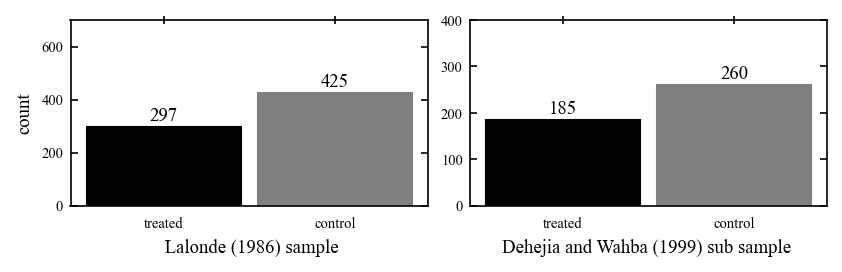 count
600
400
200
0
297
425
treated
control
Lalonde (1986) sample
400
300
200
100
0
185
260
treated
control
Dehejia and Wahba (1999) sub sample